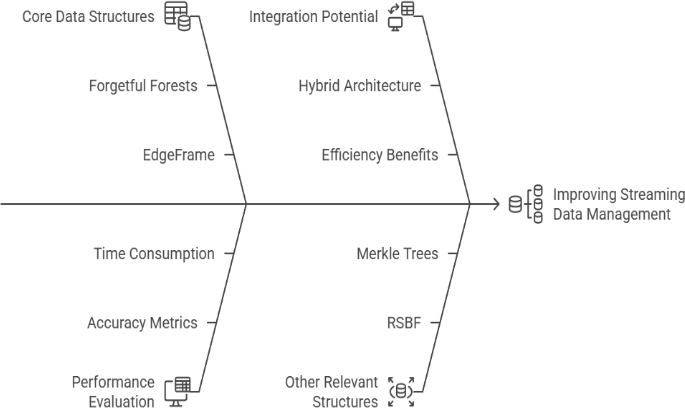 Core Data Structures
Integration Potential
Forgetful Forests
Hybrid Architecture
EdgeFrame
Efficiency Benefits
Improving Streaming
Data Management
Time Consumption
Merkle Trees
Accuracy Metrics
RSBF
Performance
Evaluation
Other Relevant
Structures